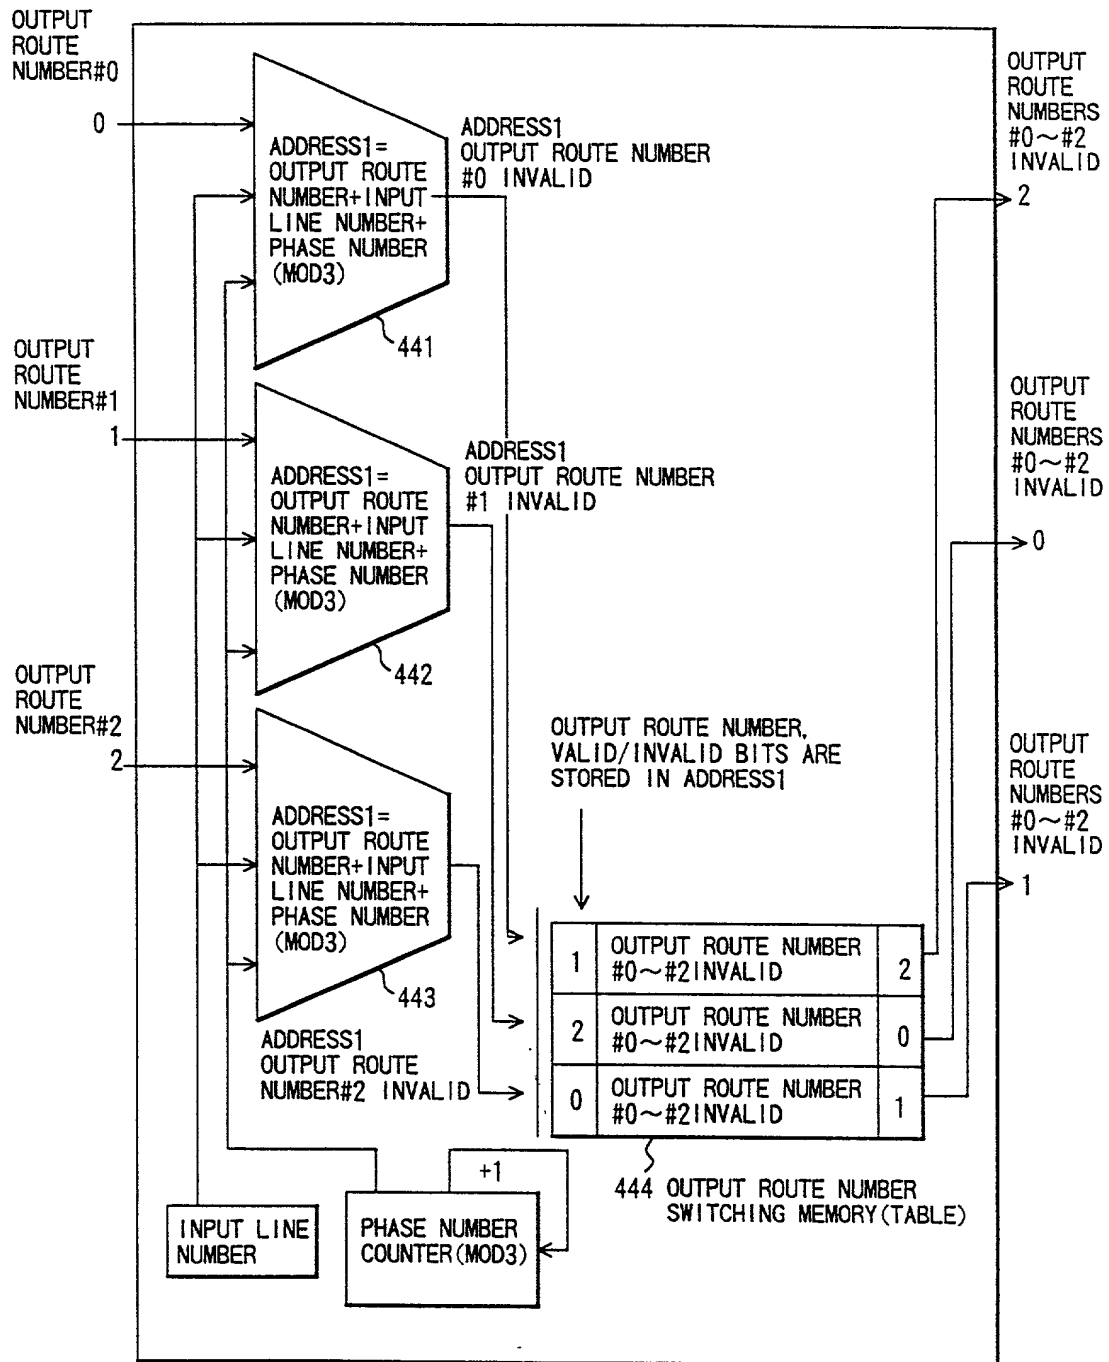 OUTPUT
ROUTE
NUMBER#0
0
ADDRESS1=
OUTPUT ROUTE
NUMBER+INPUT
LINE NUMBER+
PHASE NUMBER
(MOD3)
441
ADDRESS1
OUTPUT ROUTE NUMBER
#0 INVALID
OUTPUT
ROUTE
NUMBERS
#0~#2
INVALID
2
OUTPUT
ROUTE
NUMBER#1
1
ADDRESS1=
OUTPUT ROUTE
NUMBER+INPUT
LINE NUMBER+
PHASE NUMBER
(MOD3)
442
ADDRESS1
OUTPUT ROUTE NUMBER
#1 INVALID
OUTPUT
ROUTE
NUMBERS
#0~#2
INVALID
0
OUTPUT
ROUTE
NUMBER#2
2
ADDRESS1=
OUTPUT ROUTE
NUMBER+INPUT
LINE NUMBER+
PHASE NUMBER
(MOD3)
443
ADDRESS1
OUTPUT ROUTE
NUMBER#2 INVALID
OUTPUT ROUTE NUMBER,
VALID/INVALID BITS ARE
STORED IN ADDRESS1
OUTPUT
ROUTE
NUMBERS
#0~#2
INVALID
1
1
OUTPUT ROUTE NUMBER
#0~#2INVALID
2
2
OUTPUT ROUTE NUMBER
#0~#2INVALID
0
0
OUTPUT ROUTE NUMBER
#0~#2INVALID
1
444 OUTPUT ROUTE NUMBER
SWITCHING MEMORY(TABLE)
+1
INPUT LINE
NUMBER
PHASE NUMBER
COUNTER(MOD3)